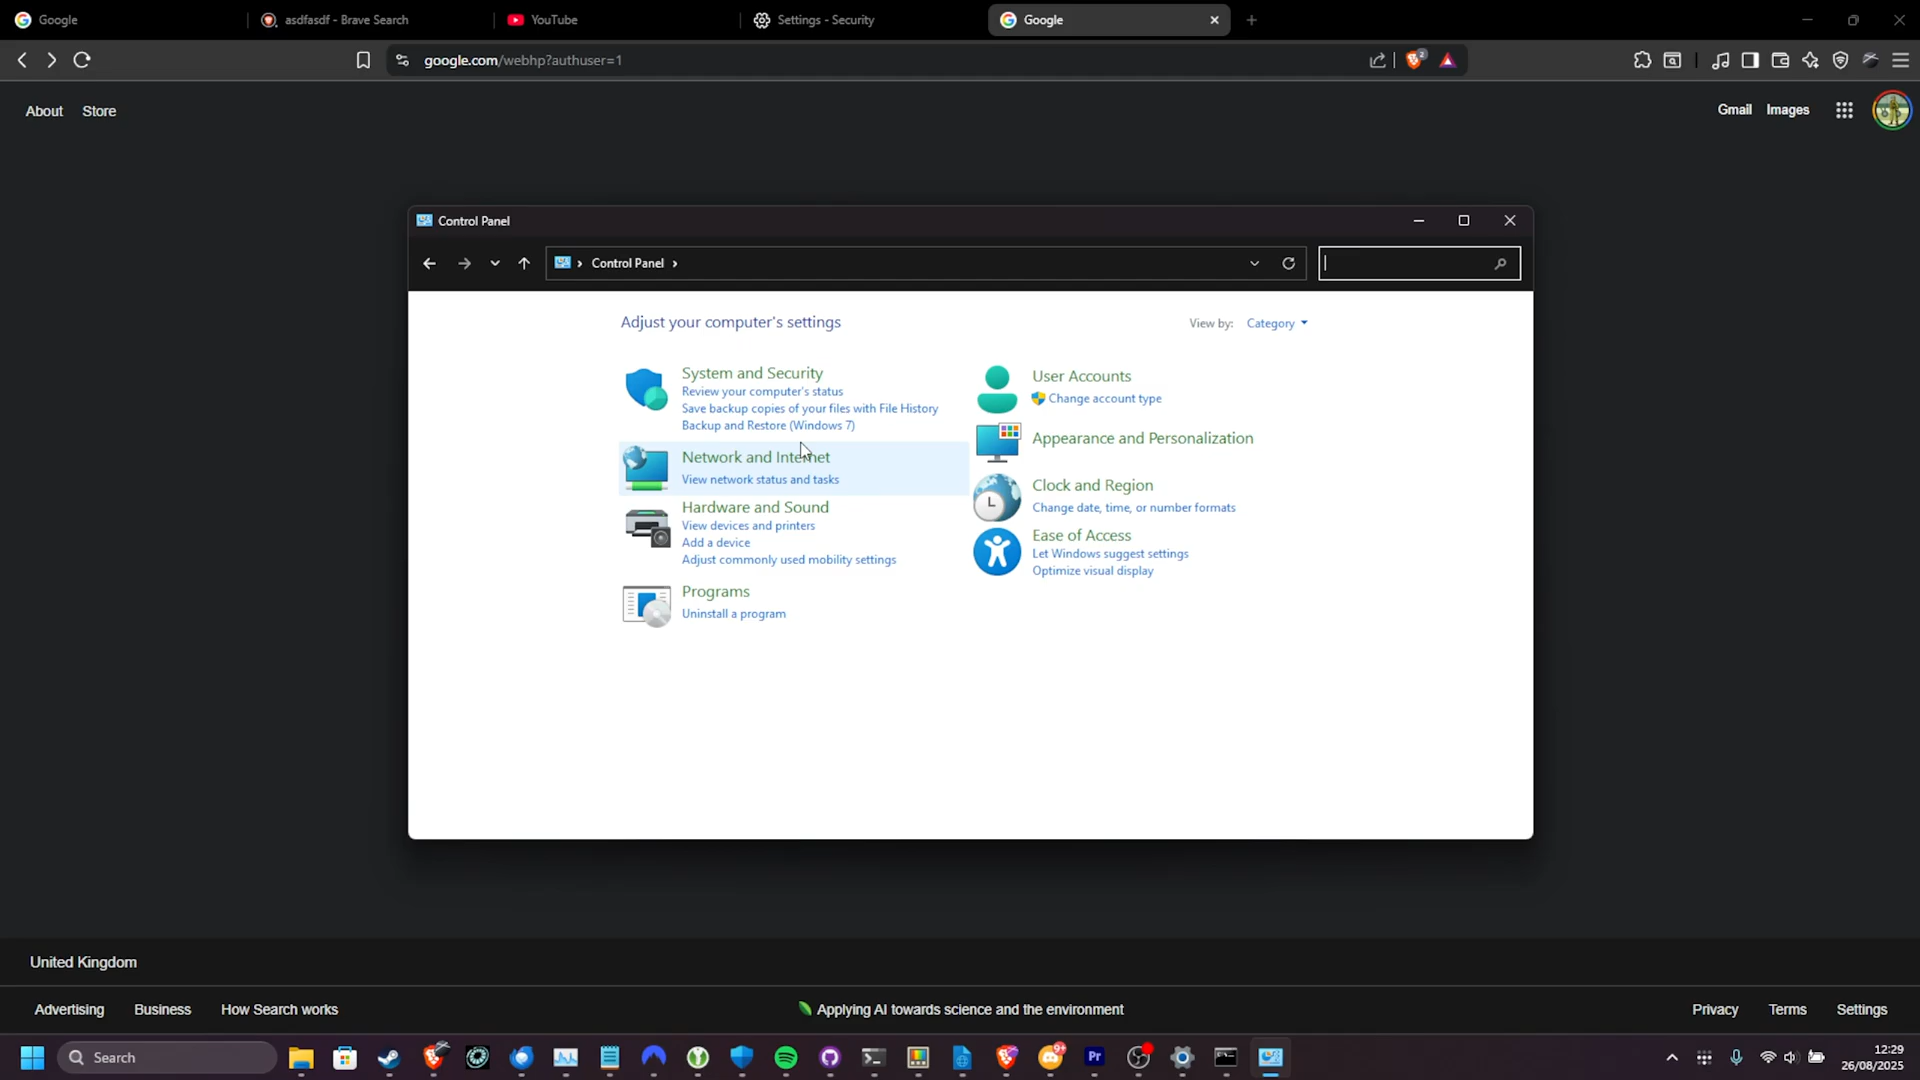 Google
asdfasdf - Brave Search
YouTube
Settings - Security
Google
google.com/webhp?authuser=1
2
About
Store
Gmail
Images
Control Panel
Control Panel
Adjust your computer's settings
View by:
Category
System and Security
Review your computer's status
Save backup copies of your files with File History
Backup and Restore (Windows 7)
Network and Internet
View network status and tasks
Hardware and Sound
View devices and printers
Add a device
Adjust commonly used mobility settings
Programs
Uninstall a program
User Accounts
Change account type
Appearance and Personalization
Clock and Region
Change date, time, or number formats
Ease of Access
Let Windows suggest settings
Optimize visual display
United Kingdom
Advertising
Business
How Search works
Applying AI towards science and the environment
Privacy
Terms
Settings
Search
9+
Pr
12:29
26/08/2025